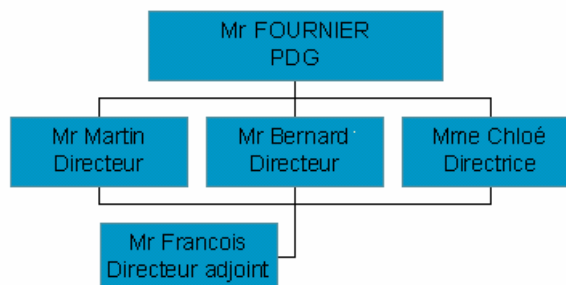 Mr FOURNIER
PDG
Mr Martin
Directeur
Mr Bernard
Directeur
Mme Chloé
Directrice
Mr Francois
Directeur adjoint